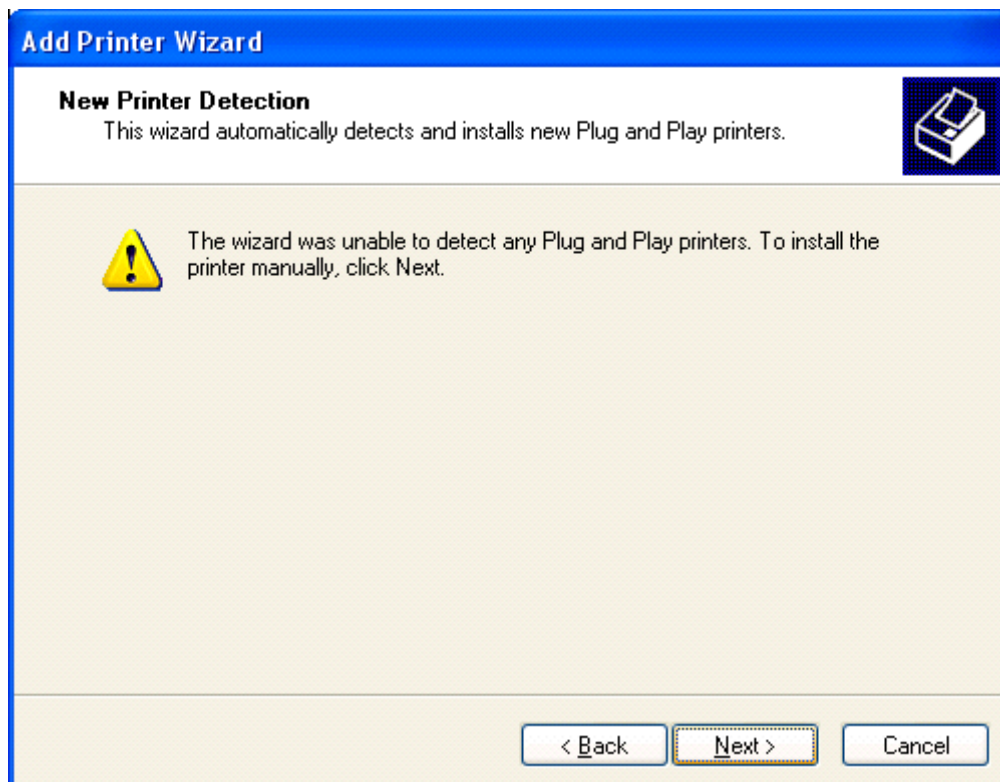 Add Printer Wizard
New Printer Detection
This wizard automatically detects and installs new Plug and Play printers.
The wizard was unable to detect any Plug and Play printers. To install the
printer manually, click Next.
< Back Next > Cancel